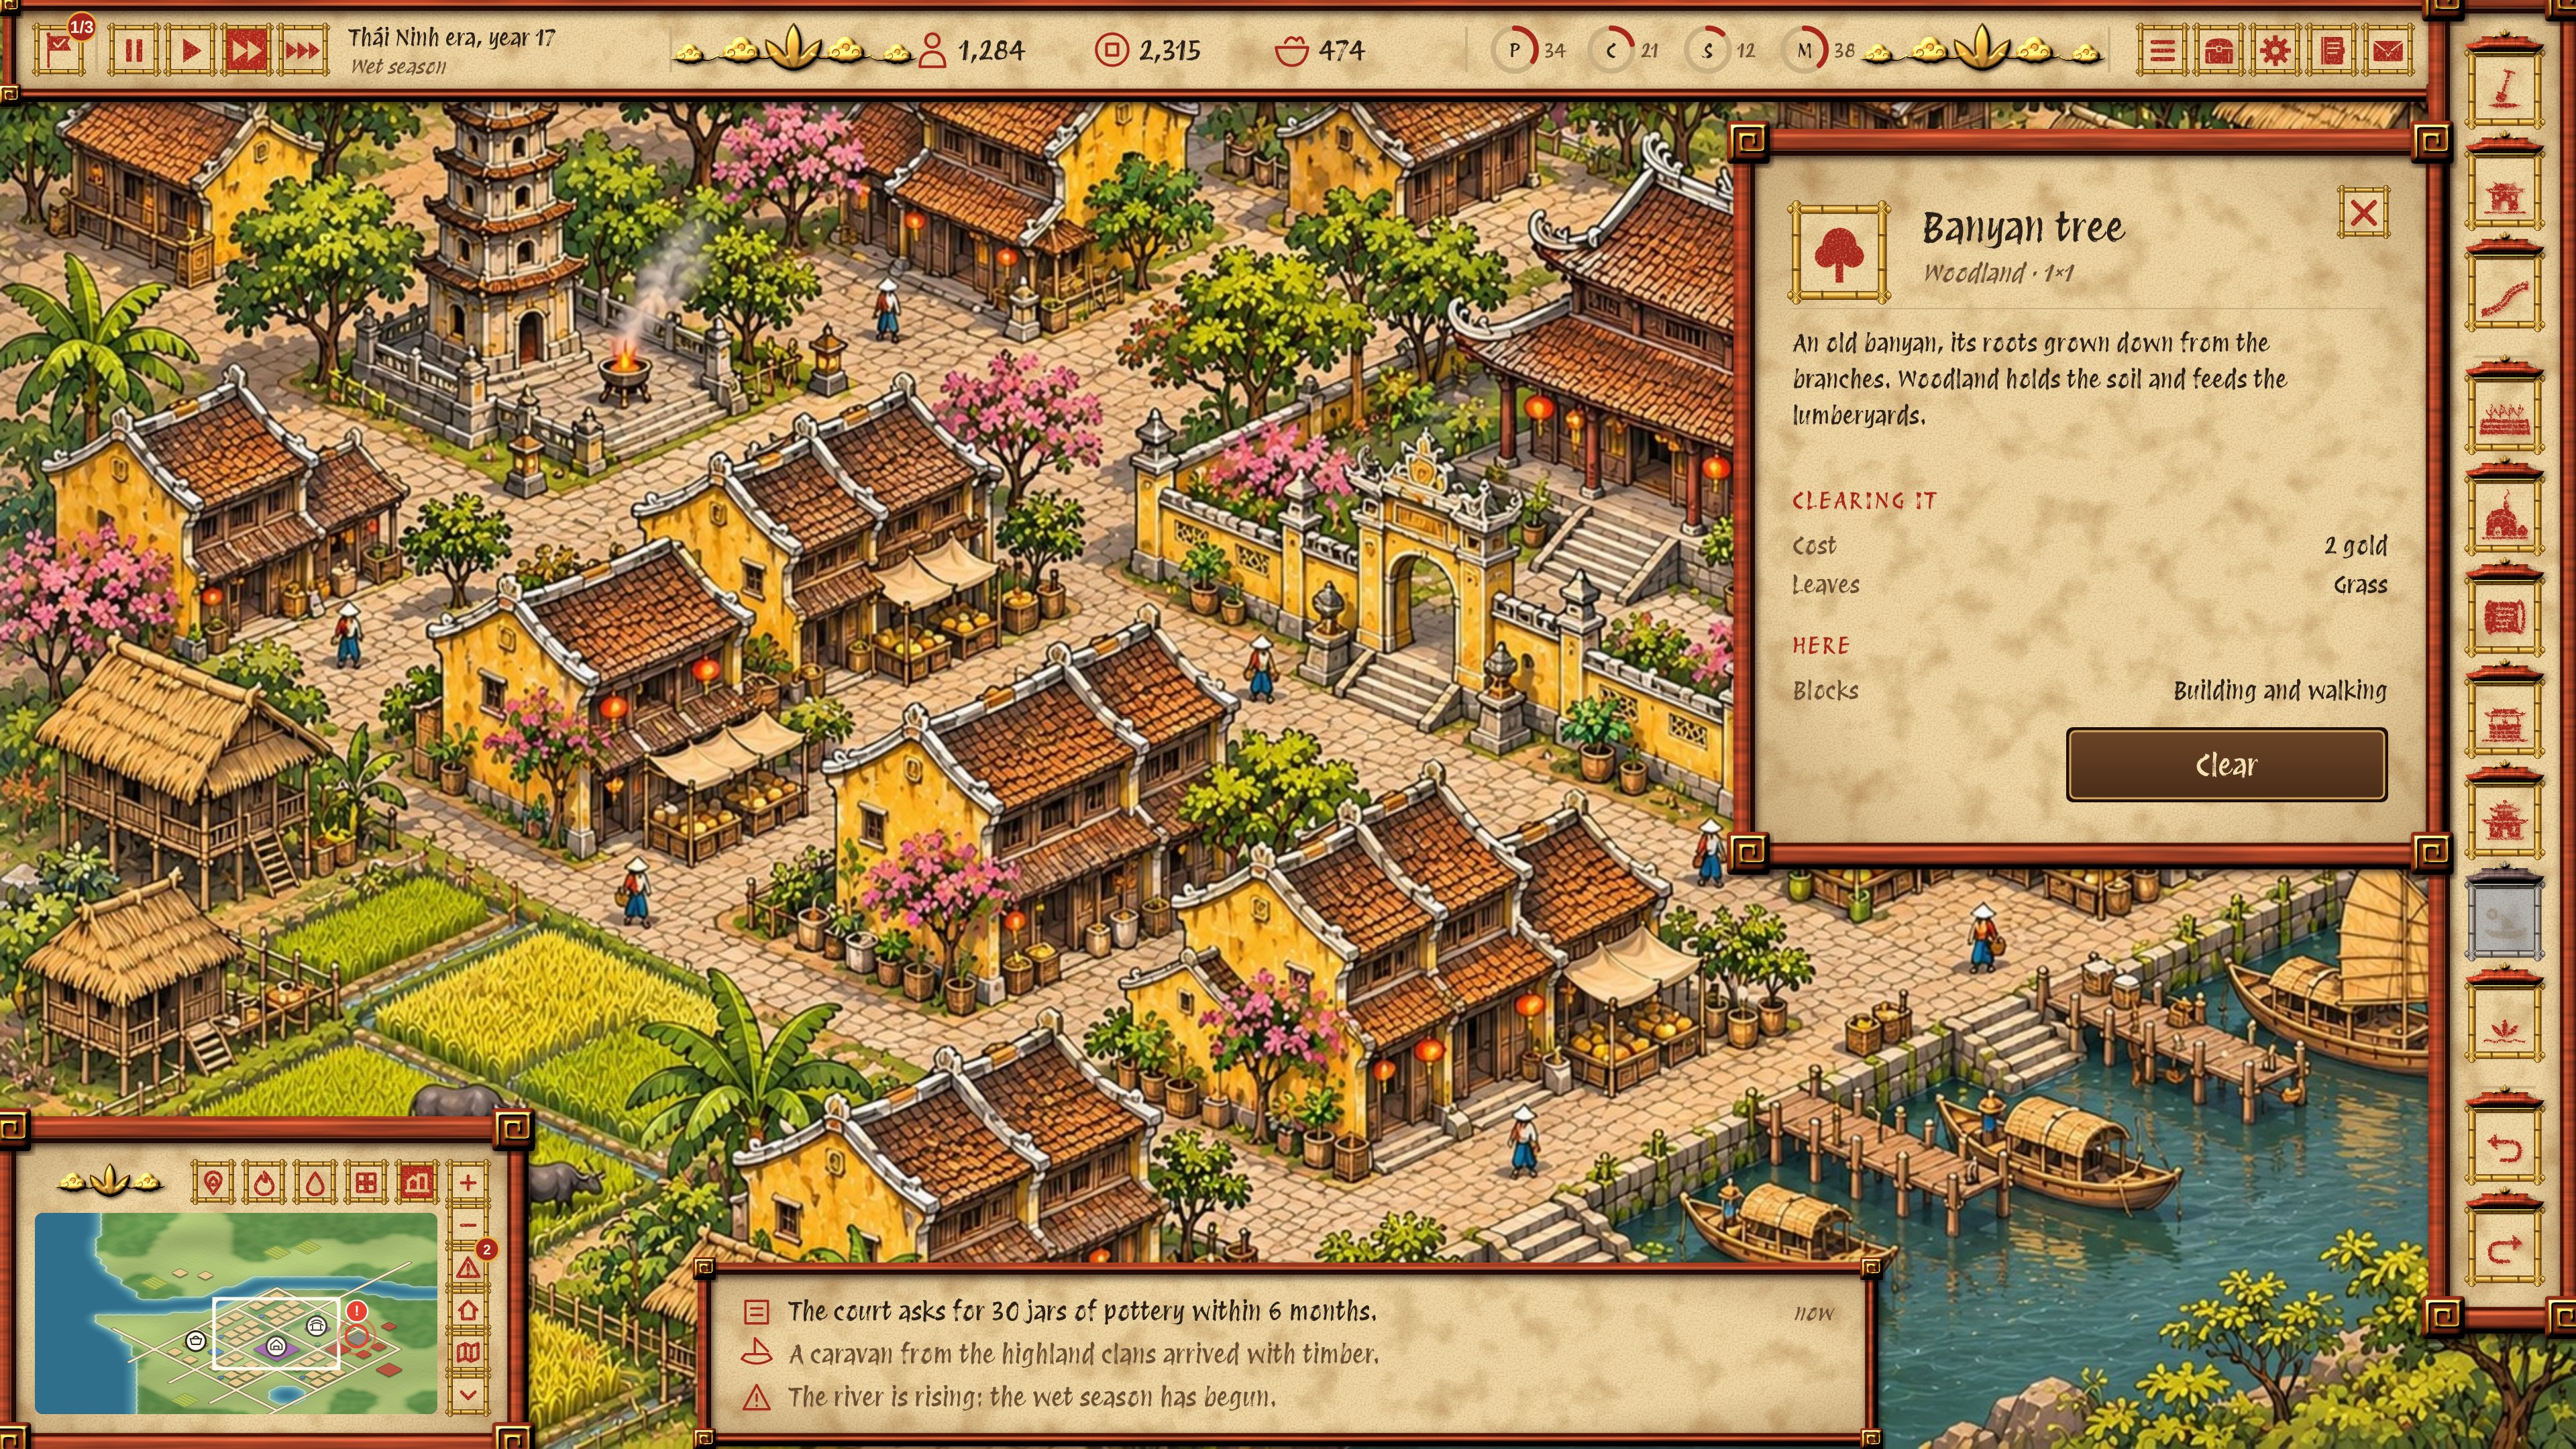 1/3
Thái Ninh era, year 17
Wet season
1,284
2,315
474
P 34
C 21
S 12
M 38
Banyan tree
Woodland · 1×1
An old banyan, its roots grown down from the
branches. Woodland holds the soil and feeds the
lumberyards.
CLEARING IT
Cost 2 gold
Leaves Grass
HERE
Blocks Building and walking
Clear
2
The court asks for 30 jars of pottery within 6 months. now
A caravan from the highland clans arrived with timber.
The river is rising: the wet season has begun.